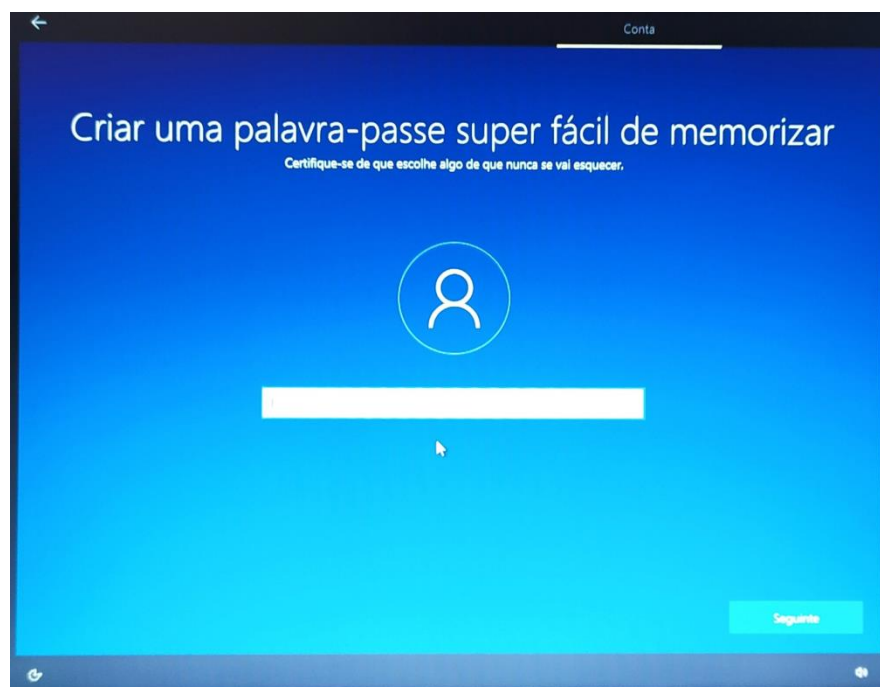 Conta
Criar uma palavra-passe super fácil de memorizar
Certifique-se de que escolhe algo de que nunca se vai esquecer.
Seguinte